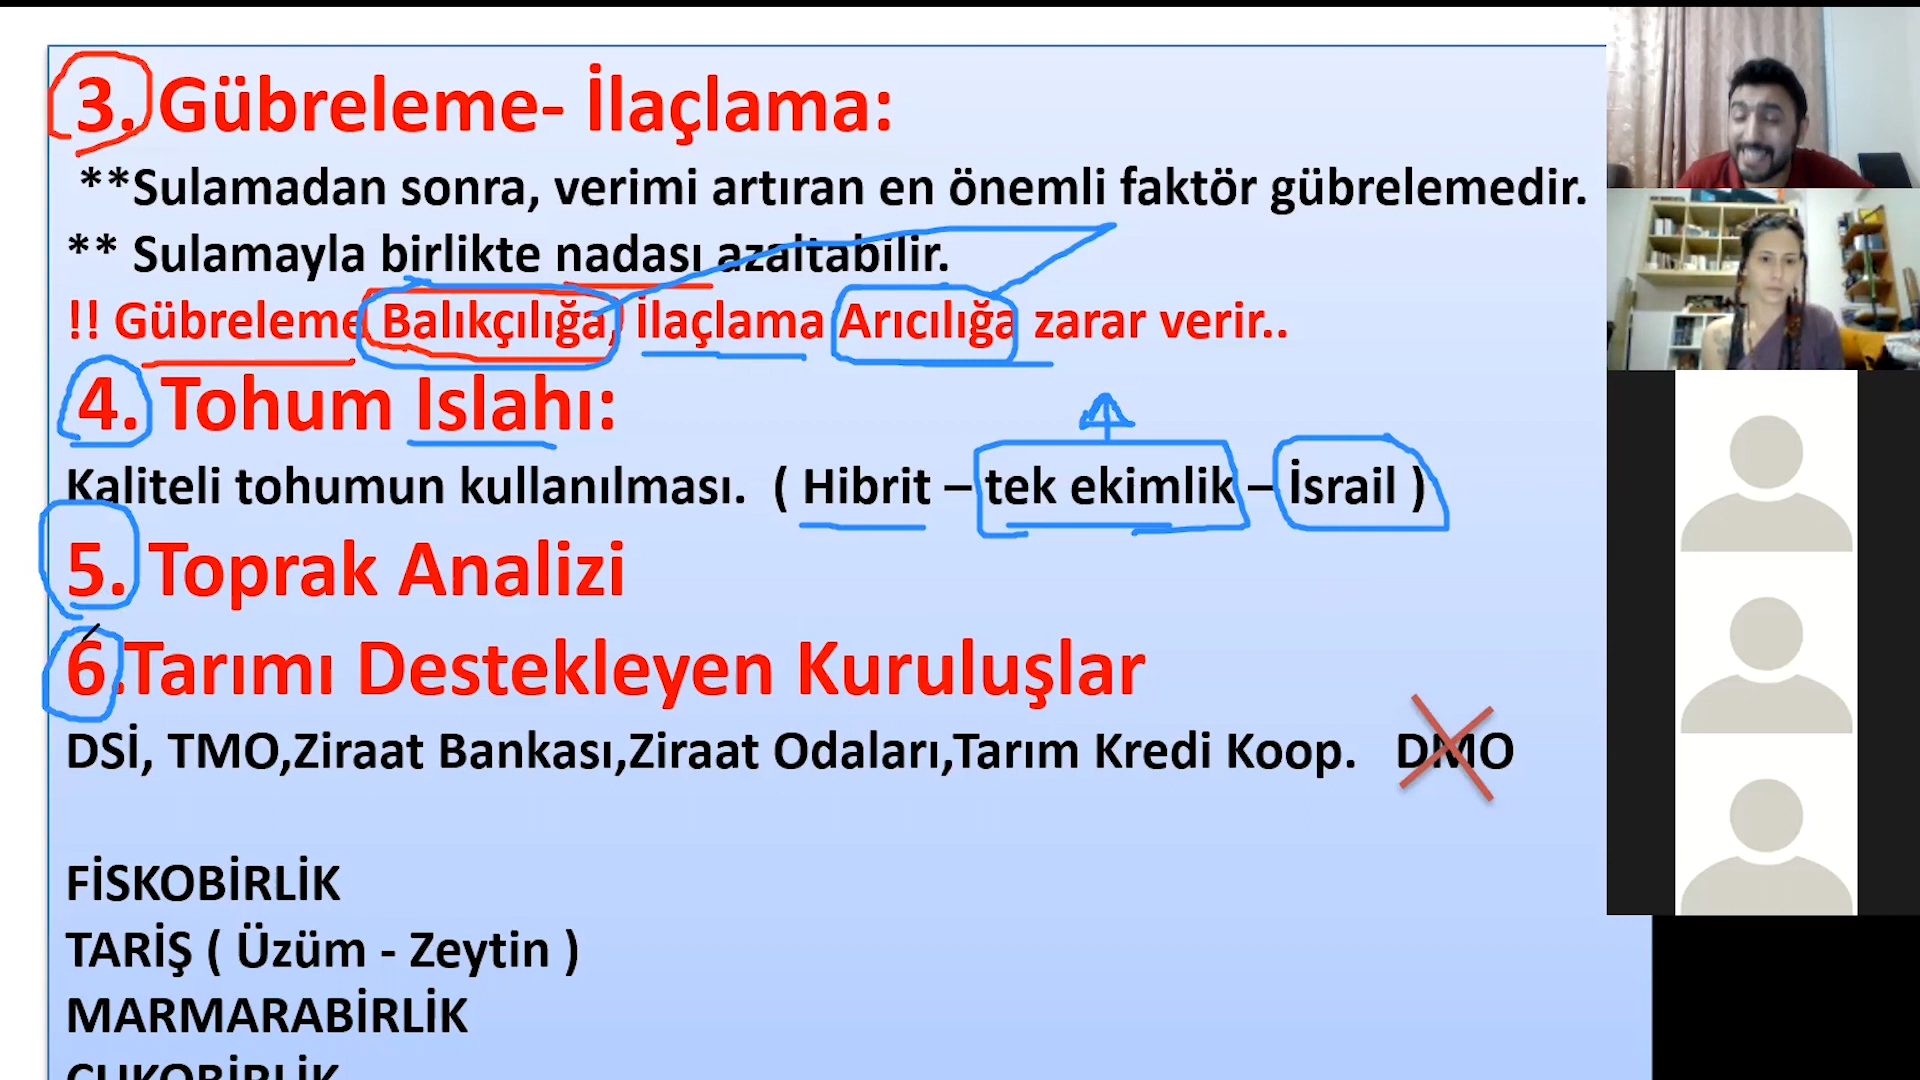 3. Gübreleme- İlaçlama:
**Sulamadan sonra, verimi artıran en önemli faktör gübrelemedir.
** Sulamayla birlikte nadası azaltabilir.
!! Gübreleme Balıkçılığa, İlaçlama Arıcılığa zarar verir..
4. Tohum Islahı:
Kaliteli tohumun kullanılması. ( Hibrit – tek ekimlik – İsrail )
5. Toprak Analizi
6.Tarımı Destekleyen Kuruluşlar
DSİ, TMO,Ziraat Bankası,Ziraat Odaları,Tarım Kredi Koop. DMO
FİSKOBİRLİK
TARİŞ ( Üzüm - Zeytin )
MARMARABİRLİK
ÇUKOBİRLİK